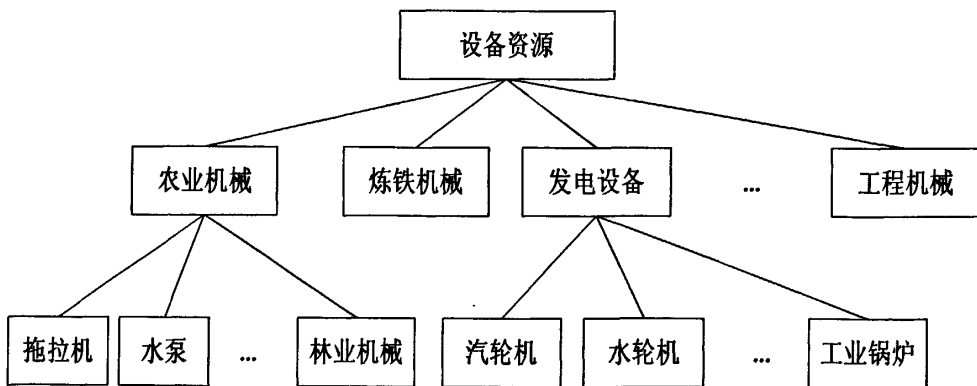 设备资源
农业机械
炼铁机械
发电设备
...
工程机械
拖拉机
水泵
...
林业机械
汽轮机
水轮机
...
工业锅炉